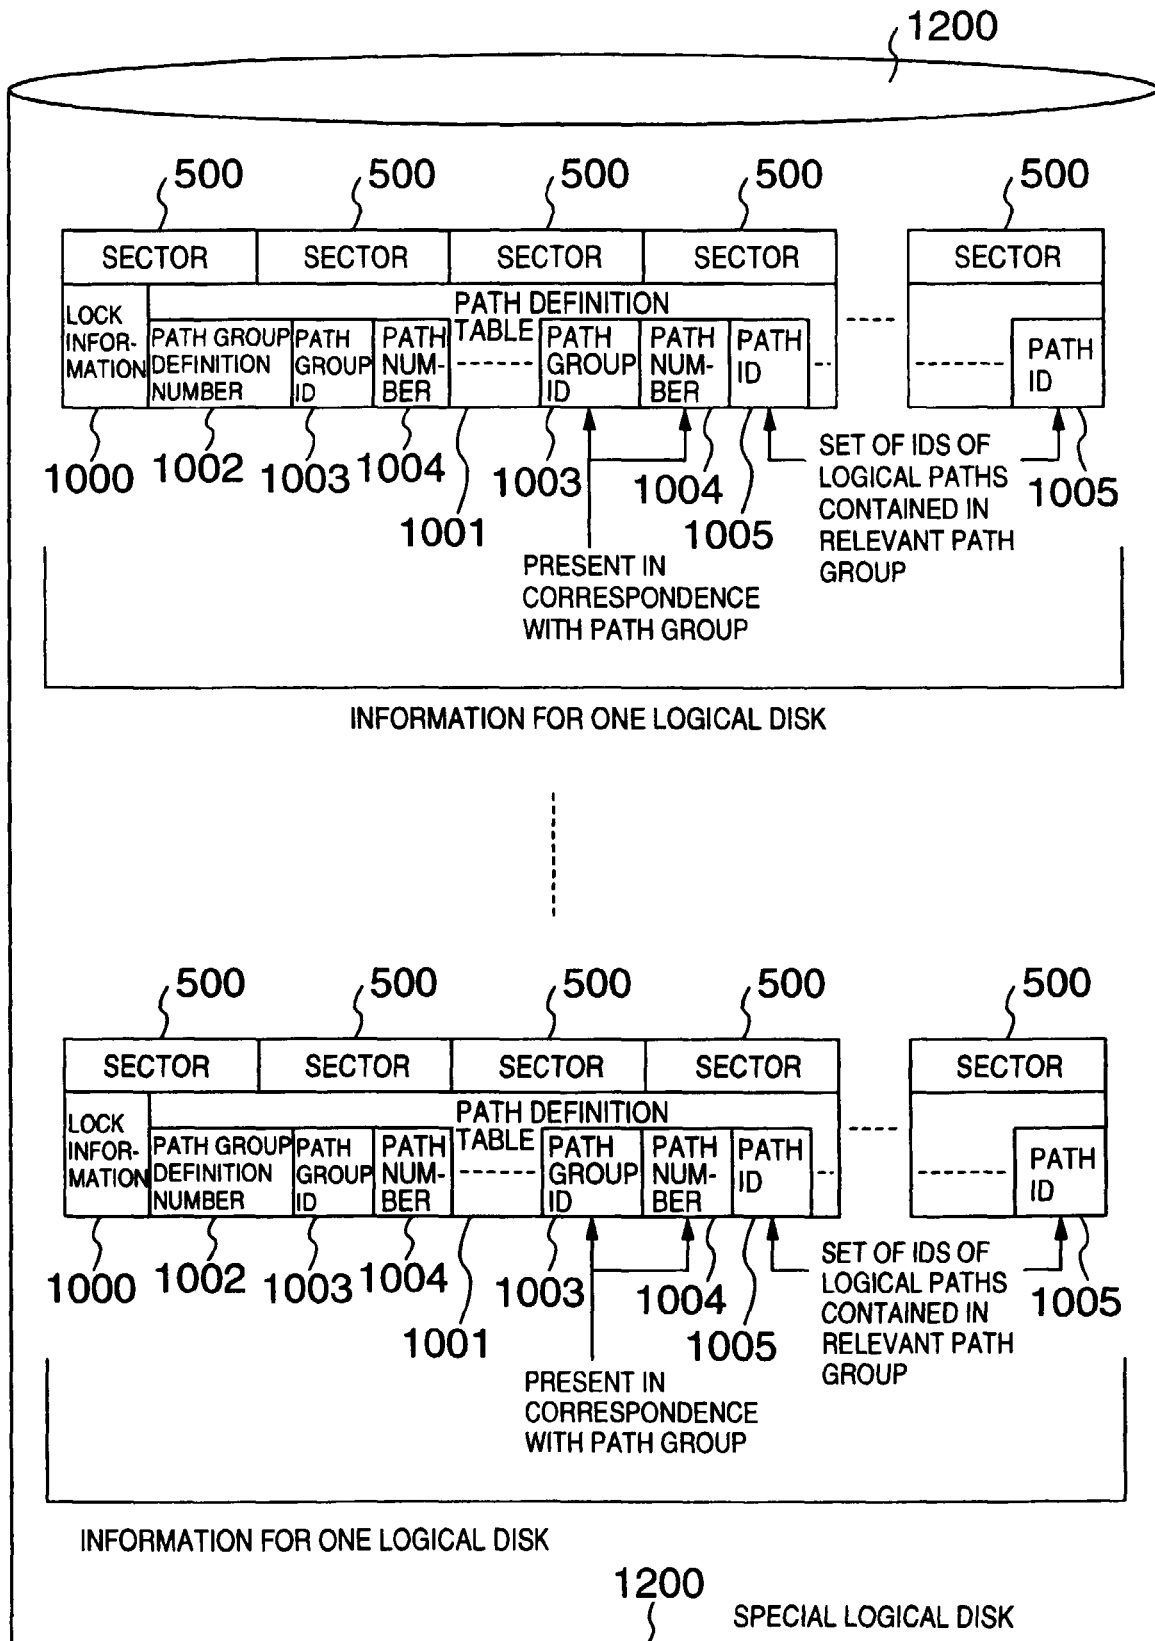 1200
500 500 500 500 500
SECTOR SECTOR SECTOR SECTOR SECTOR
LOCK INFOR- MATION
PATH DEFINITION TABLE
PATH GROUP DEFINITION NUMBER
PATH GROUP ID
PATH NUM- BER
PATH GROUP ID
PATH NUM- BER
PATH ID
PATH ID
1000 1002 1003 1004 1001 1003 1004 1005 1005
SET OF IDS OF
LOGICAL PATHS
CONTAINED IN
RELEVANT PATH
GROUP
PRESENT IN
CORRESPONDENCE
WITH PATH GROUP
INFORMATION FOR ONE LOGICAL DISK
500 500 500 500 500
SECTOR SECTOR SECTOR SECTOR SECTOR
LOCK INFOR- MATION
PATH DEFINITION TABLE
PATH GROUP DEFINITION NUMBER
PATH GROUP ID
PATH NUM- BER
PATH GROUP ID
PATH NUM- BER
PATH ID
PATH ID
1000 1002 1003 1004 1001 1003 1004 1005 1005
SET OF IDS OF
LOGICAL PATHS
CONTAINED IN
RELEVANT PATH
GROUP
PRESENT IN
CORRESPONDENCE
WITH PATH GROUP
INFORMATION FOR ONE LOGICAL DISK
1200
SPECIAL LOGICAL DISK